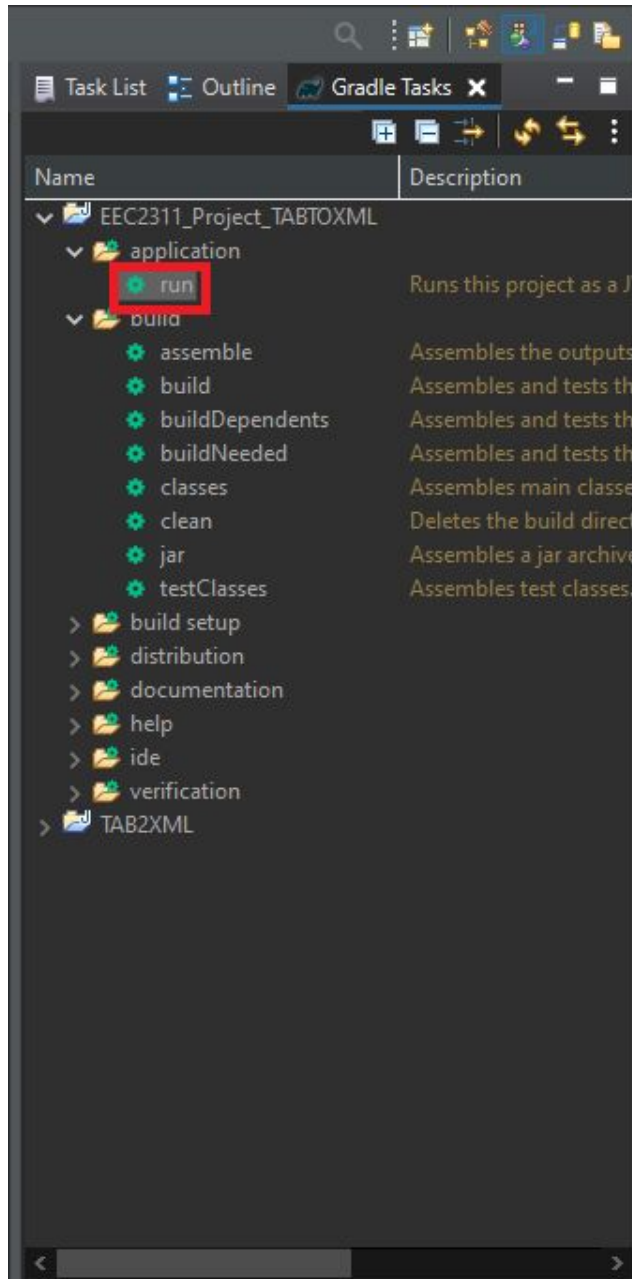 Task List Outline Gradle Tasks
Name Description
EEC2311_Project_TABTOXML
application
run Runs this project as a J
build
assemble Assembles the outputs
build Assembles and tests th
buildDependents Assembles and tests th
buildNeeded Assembles and tests th
classes Assembles main classe
clean Deletes the build direct
jar Assembles a jar archive
testClasses Assembles test classes.
build setup
distribution
documentation
help
ide
verification
TAB2XML